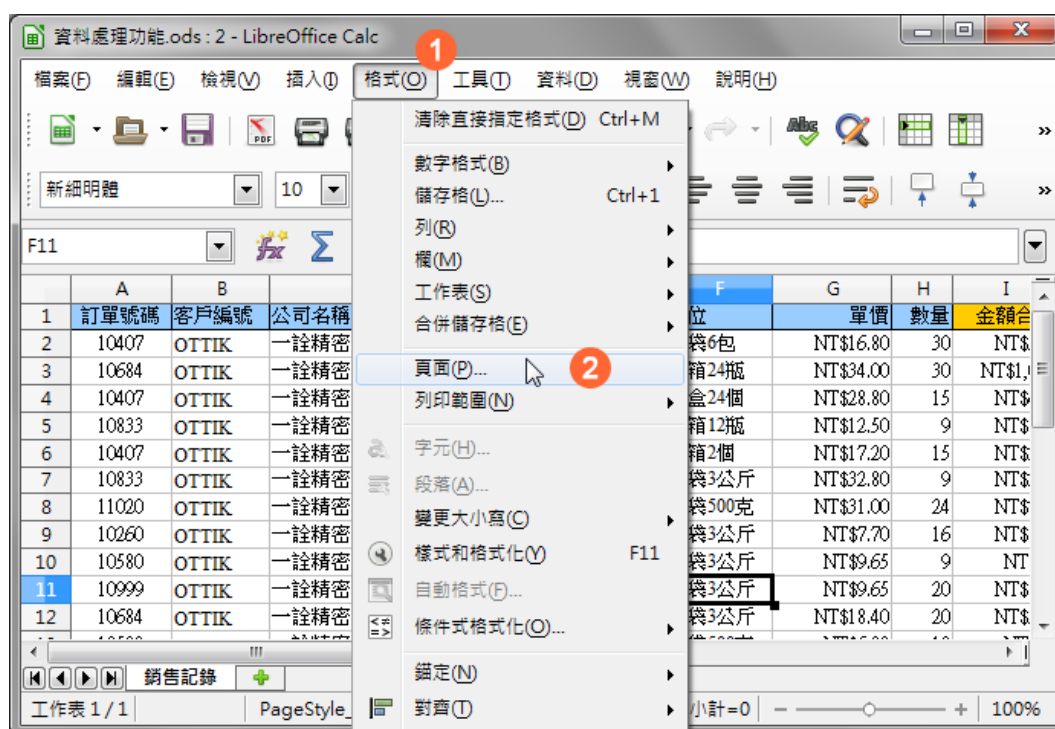 資料處理功能.ods : 2 - LibreOffice Calc
1
檔案(F) 編輯(E) 檢視(V) 插入(I) 格式(O) 工具(T) 資料(D) 視窗(W) 說明(H)
清除直接指定格式(D) Ctrl+M
數字格式(B)
儲存格(L)... Ctrl+1
列(R)
欄(M)
工作表(S)
合併儲存格(E)
頁面(P)... 2
列印範圍(N)
字元(H)...
段落(A)...
變更大小寫(C)
樣式和格式化(Y) F11
自動格式(F)...
條件式格式化(O)...
錨定(N)
對齊(T)
PDF Abc »
新細明體 10 »
F11
A B F G H I
1 訂單號碼 客戶編號 公司名稱 位 單價 數量 金額合
2 10407 OTTIK 一詮精密 袋6包 NT$16.80 30 NT$
3 10684 OTTIK 一詮精密 箱24瓶 NT$34.00 30 NT$1,
4 10407 OTTIK 一詮精密 盒24個 NT$28.80 15 NT$
5 10833 OTTIK 一詮精密 箱12瓶 NT$12.50 9 NT$
6 10407 OTTIK 一詮精密 箱2個 NT$17.20 15 NT$
7 10833 OTTIK 一詮精密 袋3公斤 NT$32.80 9 NT$
8 11020 OTTIK 一詮精密 袋500克 NT$31.00 24 NT$
9 10260 OTTIK 一詮精密 袋3公斤 NT$7.70 16 NT$
10 10580 OTTIK 一詮精密 袋3公斤 NT$9.65 9 NT
11 10999 OTTIK 一詮精密 袋3公斤 NT$9.65 20 NT$
12 10684 OTTIK 一詮精密 袋3公斤 NT$18.40 20 NT$
銷售記錄
工作表 1 / 1 PageStyle_ 小計=0 100%